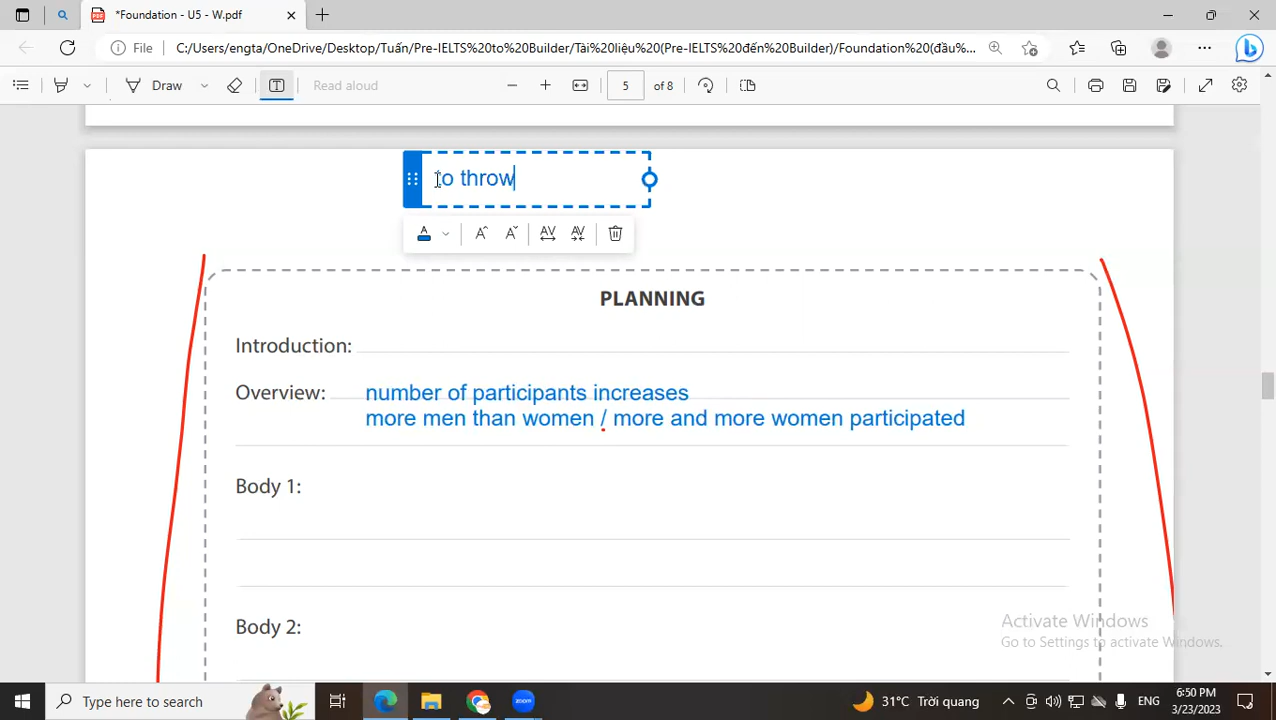 *Foundation - U5 - W.pdf
File
C:/Users/engta/OneDrive/Desktop/Tuấn/Pre-IELTS%20to%20Builder/Tài%20liệu%20(Pre-IELTS%20đến%20Builder)/Foundation%20(đầu%...
Draw
Read aloud
5
of 8
to throw
PLANNING
Introduction:
Overview:
number of participants increases
more men than women / more and more women participated
Body 1:
Body 2:
Activate Windows
Go to Settings to activate Windows.
Type here to search
zoom
31°C Trời quang
ENG
6:50 PM
3/23/2023